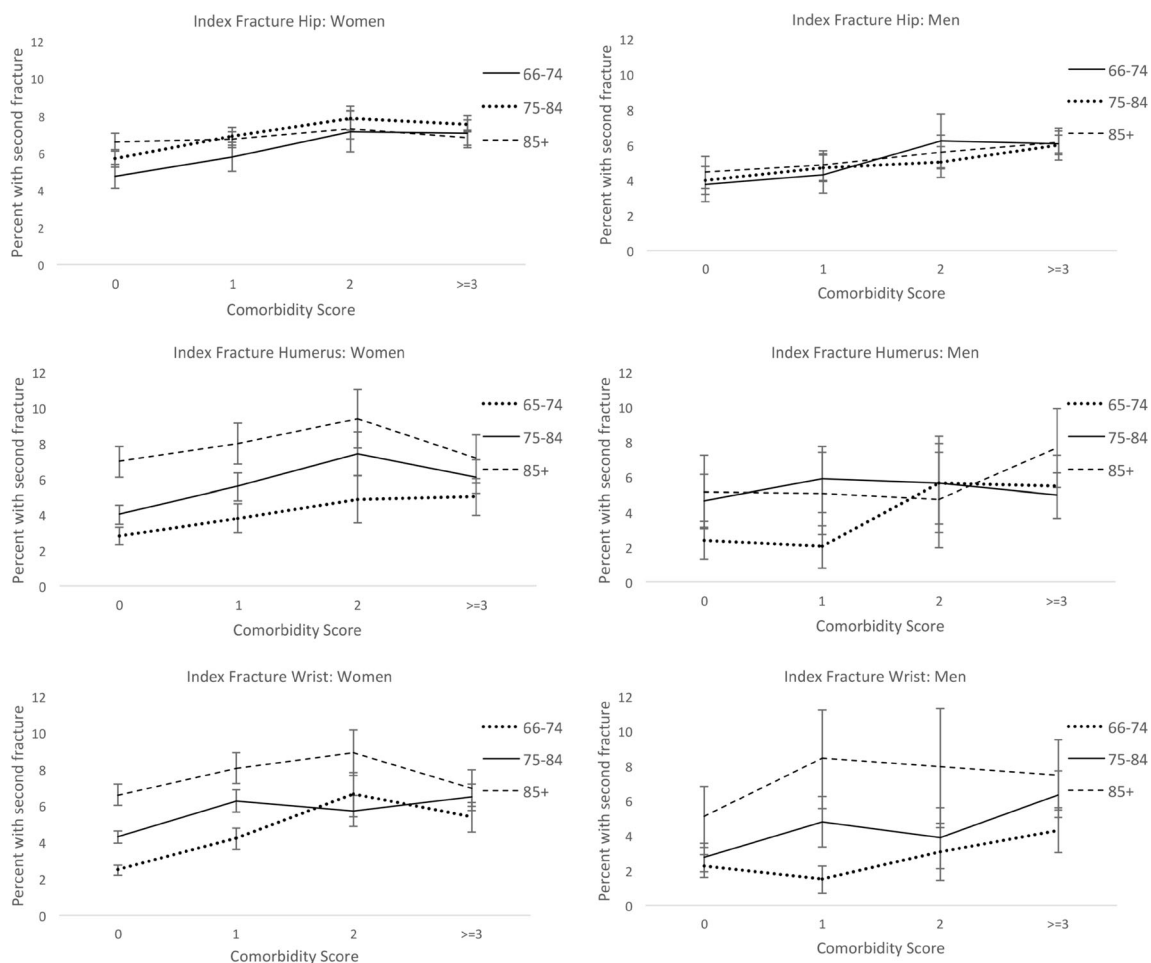 Index Fracture Hip: Women
Percent with second fracture
12
10
8
6
4
2
0
0 1 2 >=3
Comorbidity Score
66-74
75-84
85+
Index Fracture Hip: Men
Percent with second fracture
12
10
8
6
4
2
0
0 1 2 >=3
Comorbidity Score
66-74
75-84
85+
Index Fracture Humerus: Women
Percent with second fracture
12
10
8
6
4
2
0
0 1 2 >=3
Comorbidity Score
65-74
75-84
85+
Index Fracture Humerus: Men
Percent with second fracture
12
10
8
6
4
2
0
0 1 2 >=3
Comorbidity Score
65-74
75-84
85+
Index Fracture Wrist: Women
Percent with second fracture
12
10
8
6
4
2
0
0 1 2 >=3
Comorbidity Score
66-74
75-84
85+
Index Fracture Wrist: Men
Percent with second fracture
12
10
8
6
4
2
0
0 1 2 >=3
Comorbidity Score
66-74
75-84
85+